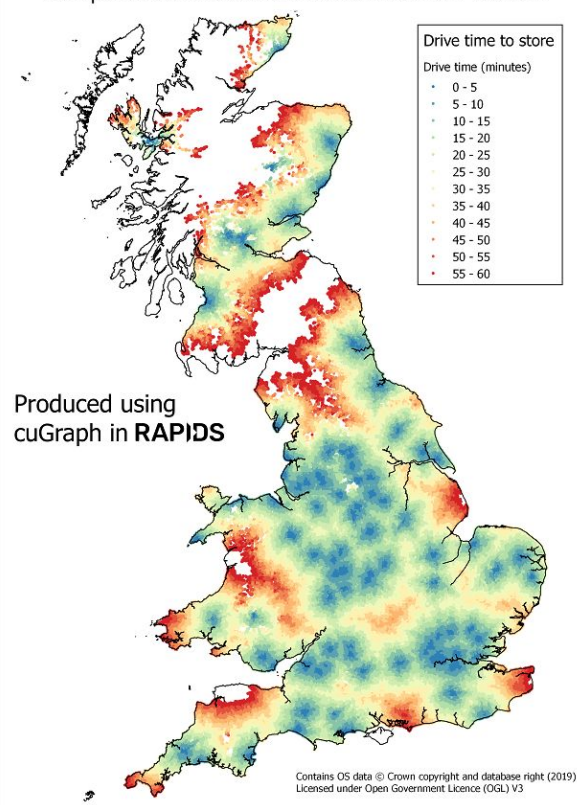 Drive time to store
Drive time (minutes)
0 - 5
5 - 10
10 - 15
15 - 20
20 - 25
25 - 30
30 - 35
35 - 40
40 - 45
45 - 50
50 - 55
55 - 60
Produced using
cuGraph in RAPIDS
Contains OS data © Crown copyright and database right (2019)
Licensed under Open Government Licence (OGL) V3